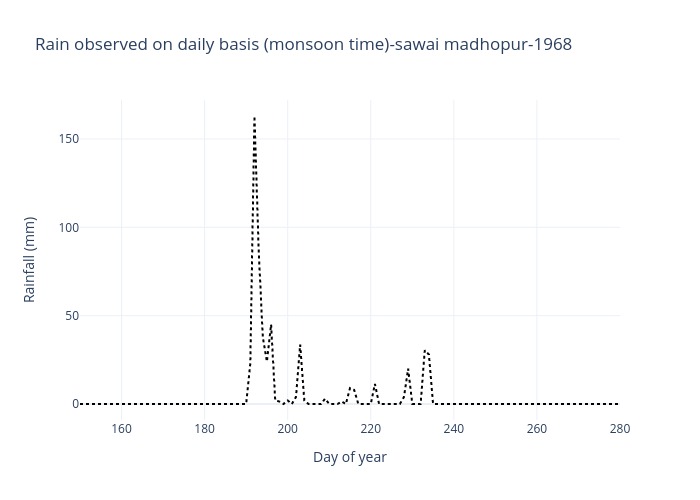 Rain observed on daily basis (monsoon time)-sawai madhopur-1968
150
100
50
0
Rainfall (mm)
160 180 200 220 240 260 280
Day of year